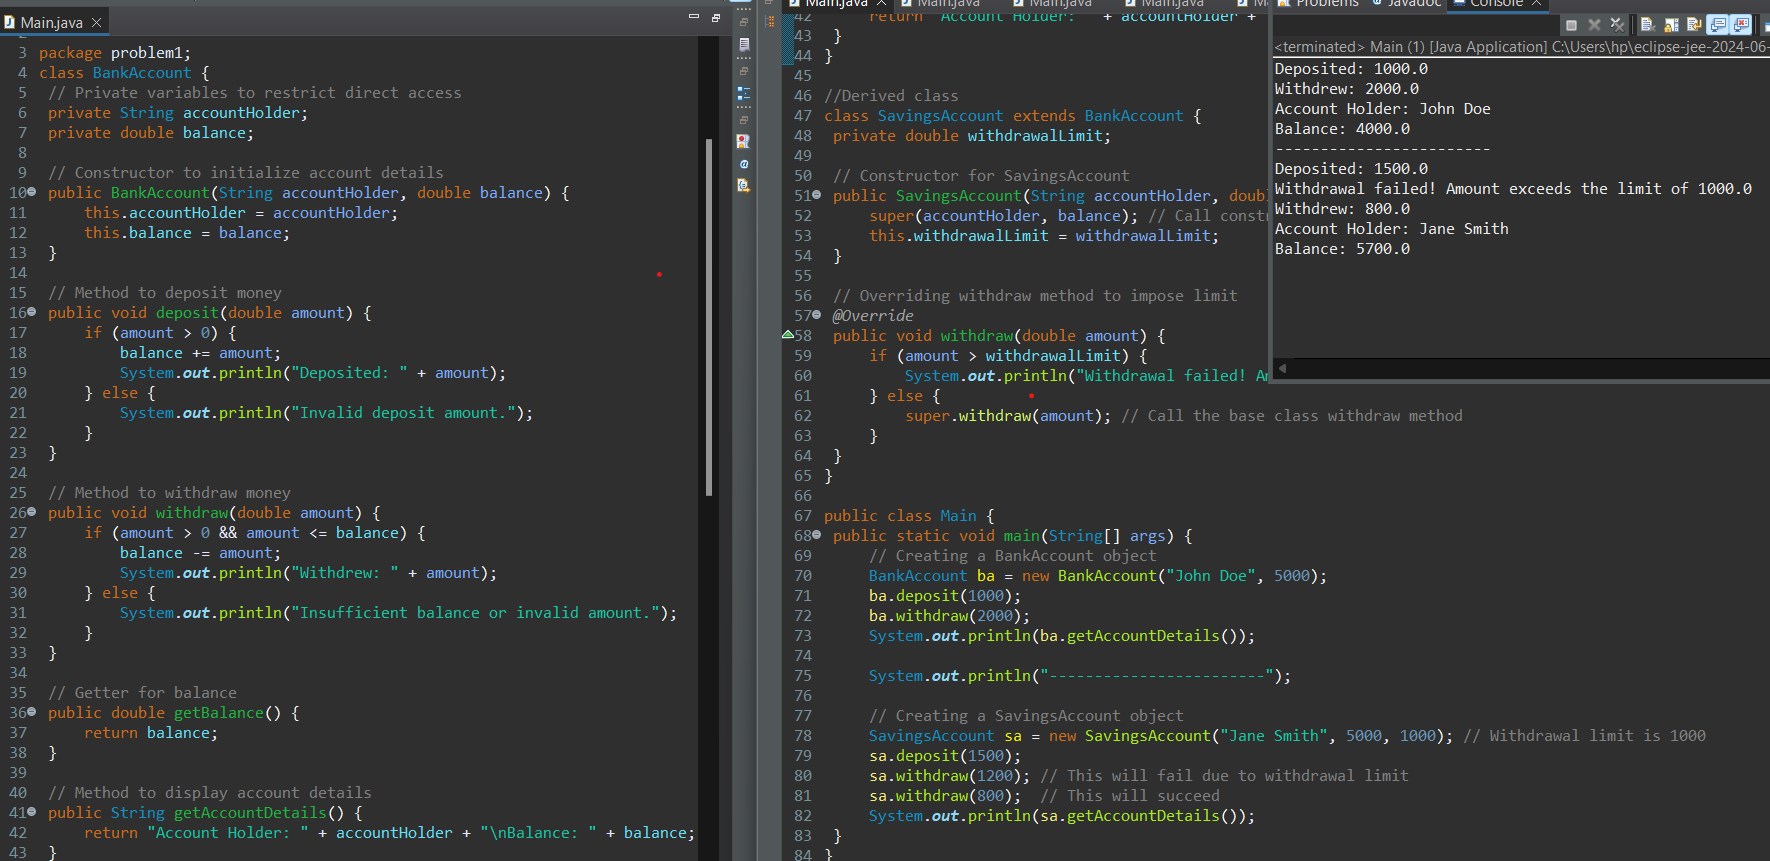 Main.java
3 package problem1;
4 class BankAccount {
5 // Private variables to restrict direct access
6 private String accountHolder;
7 private double balance;
8
9 // Constructor to initialize account details
10 public BankAccount(String accountHolder, double balance) {
11 this.accountHolder = accountHolder;
12 this.balance = balance;
13 }
14
15 // Method to deposit money
16 public void deposit(double amount) {
17 if (amount > 0) {
18 balance += amount;
19 System.out.println("Deposited: " + amount);
20 } else {
21 System.out.println("Invalid deposit amount.");
22 }
23 }
24
25 // Method to withdraw money
26 public void withdraw(double amount) {
27 if (amount > 0 && amount <= balance) {
28 balance -= amount;
29 System.out.println("Withdrew: " + amount);
30 } else {
31 System.out.println("Insufficient balance or invalid amount.");
32 }
33 }
34
35 // Getter for balance
36 public double getBalance() {
37 return balance;
38 }
39
40 // Method to display account details
41 public String getAccountDetails() {
42 return "Account Holder: " + accountHolder + "\nBalance: " + balance;
43 }
Main.java Main.java Main.java Main.java
42 return "Account Holder: " + accountHolder +
43 }
44 }
45
46 //Derived class
47 class SavingsAccount extends BankAccount {
48 private double withdrawalLimit;
49
50 // Constructor for SavingsAccount
51 public SavingsAccount(String accountHolder, doubl
52 super(accountHolder, balance); // Call constr
53 this.withdrawalLimit = withdrawalLimit;
54 }
55
56 // Overriding withdraw method to impose limit
57 @Override
58 public void withdraw(double amount) {
59 if (amount > withdrawalLimit) {
60 System.out.println("Withdrawal failed! Am
61 } else {
62 super.withdraw(amount); // Call the base class withdraw method
63 }
64 }
65 }
66
67 public class Main {
68 public static void main(String[] args) {
69 // Creating a BankAccount object
70 BankAccount ba = new BankAccount("John Doe", 5000);
71 ba.deposit(1000);
72 ba.withdraw(2000);
73 System.out.println(ba.getAccountDetails());
74
75 System.out.println("------------------------");
76
77 // Creating a SavingsAccount object
78 SavingsAccount sa = new SavingsAccount("Jane Smith", 5000, 1000); // Withdrawal limit is 1000
79 sa.deposit(1500);
80 sa.withdraw(1200); // This will fail due to withdrawal limit
81 sa.withdraw(800); // This will succeed
82 System.out.println(sa.getAccountDetails());
83 }
84 }
Problems Javadoc Console
<terminated> Main (1) [Java Application] C:\Users\hp\eclipse-jee-2024-06-
Deposited: 1000.0
Withdrew: 2000.0
Account Holder: John Doe
Balance: 4000.0
------------------------
Deposited: 1500.0
Withdrawal failed! Amount exceeds the limit of 1000.0
Withdrew: 800.0
Account Holder: Jane Smith
Balance: 5700.0